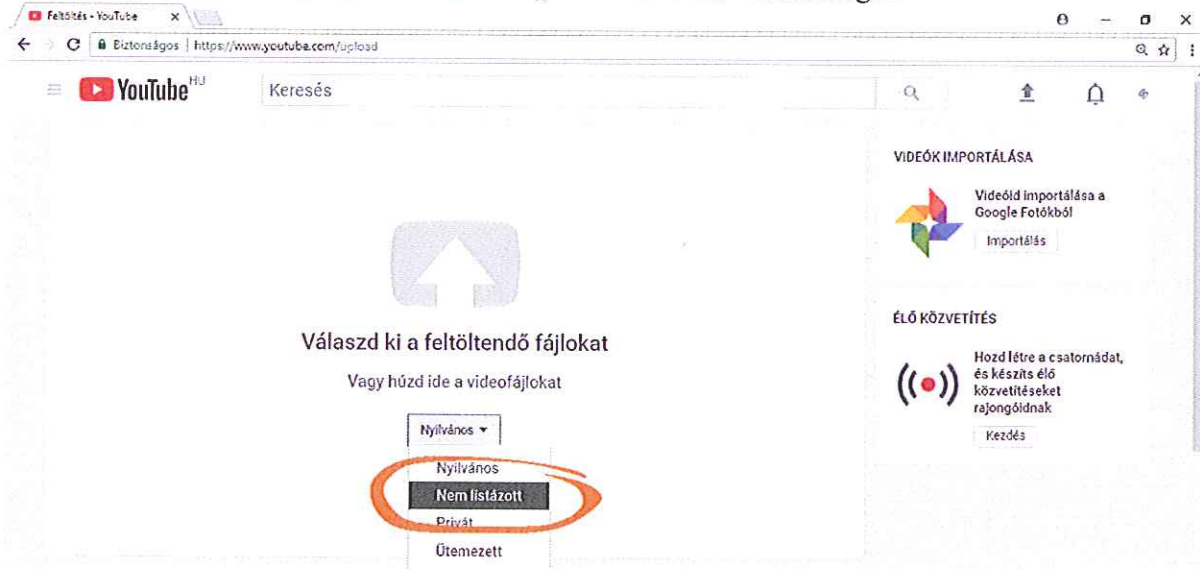 Feltöltés - YouTube
Biztonságos | https://www.youtube.com/upload
YouTube HU
Keresés
VIDEÓK IMPORTÁLÁSA
Videóid importálása a
Google Fotókból
Importálás
Válaszd ki a feltöltendő fájlokat
Vagy húzd ide a videofájlokat
Nyilvános
Nyilvános
Nem listázott
Privát
Ütemezett
ÉLŐ KÖZVETÍTÉS
Hozd létre a csatornádat,
és készíts élő
közvetítéseket
rajongóidnak
Kezdés